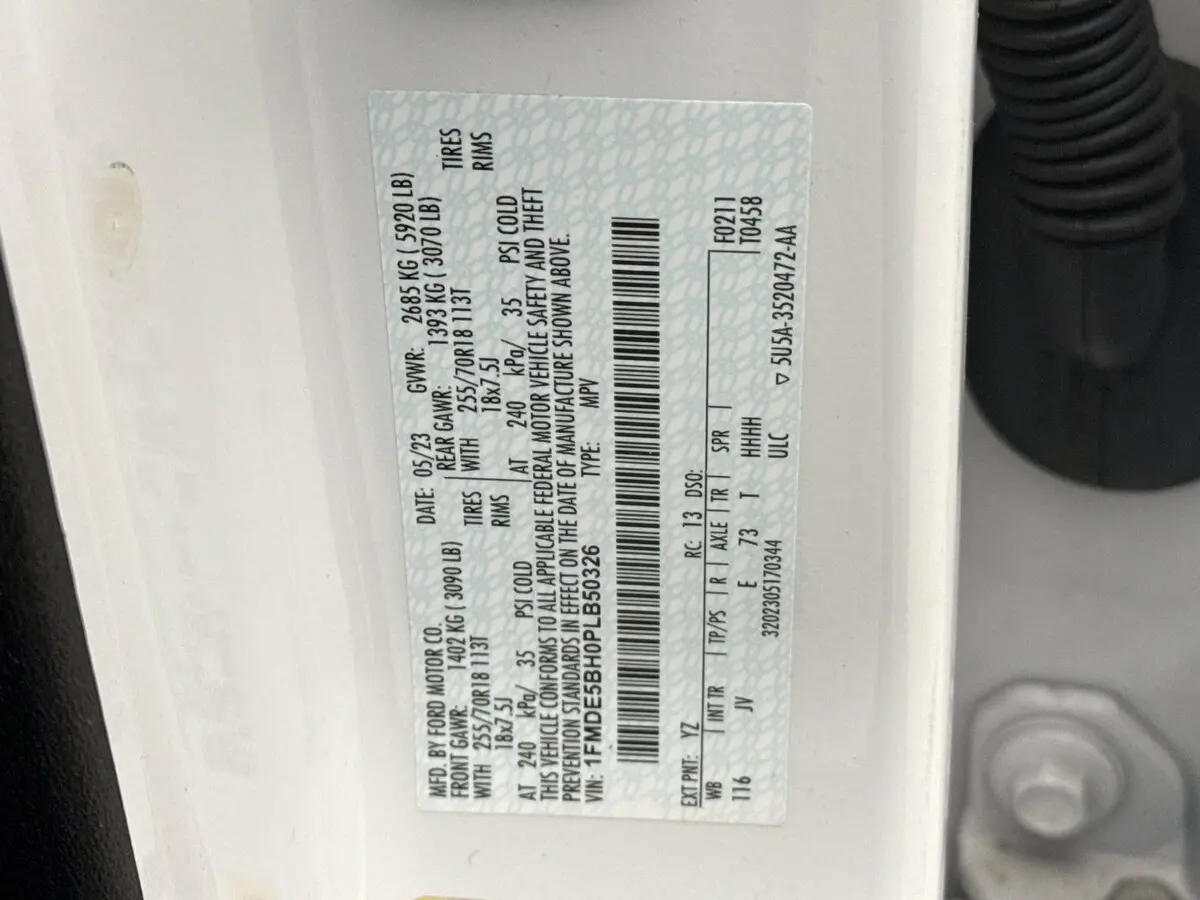 MFD. BY FORD MOTOR CO.
DATE: 05/23 GVWR: 2685 KG ( 5920 LB)
FRONT GAWR: 1402 KG ( 3090 LB) REAR GAWR: 1393 KG ( 3070 LB)
WITH 255/70R18 113T TIRES WITH 255/70R18 113T TIRES
18x7.5J RIMS 18x7.5J RIMS
AT 240 kPa/ 35 PSI COLD AT 240 kPa/ 35 PSI COLD
THIS VEHICLE CONFORMS TO ALL APPLICABLE FEDERAL MOTOR VEHICLE SAFETY AND THEFT
PREVENTION STANDARDS IN EFFECT ON THE DATE OF MANUFACTURE SHOWN ABOVE.
VIN: 1FMDE5BH0PLB50326 TYPE: MPV
EXT PNT: YZ RC: 13 DSO:
WB INT TR TP/PS R AXLE TR SPR F0211
116 JV E 73 T HHHH T0458
3202305170344 ULC ▽ 5U5A-3520472-AA